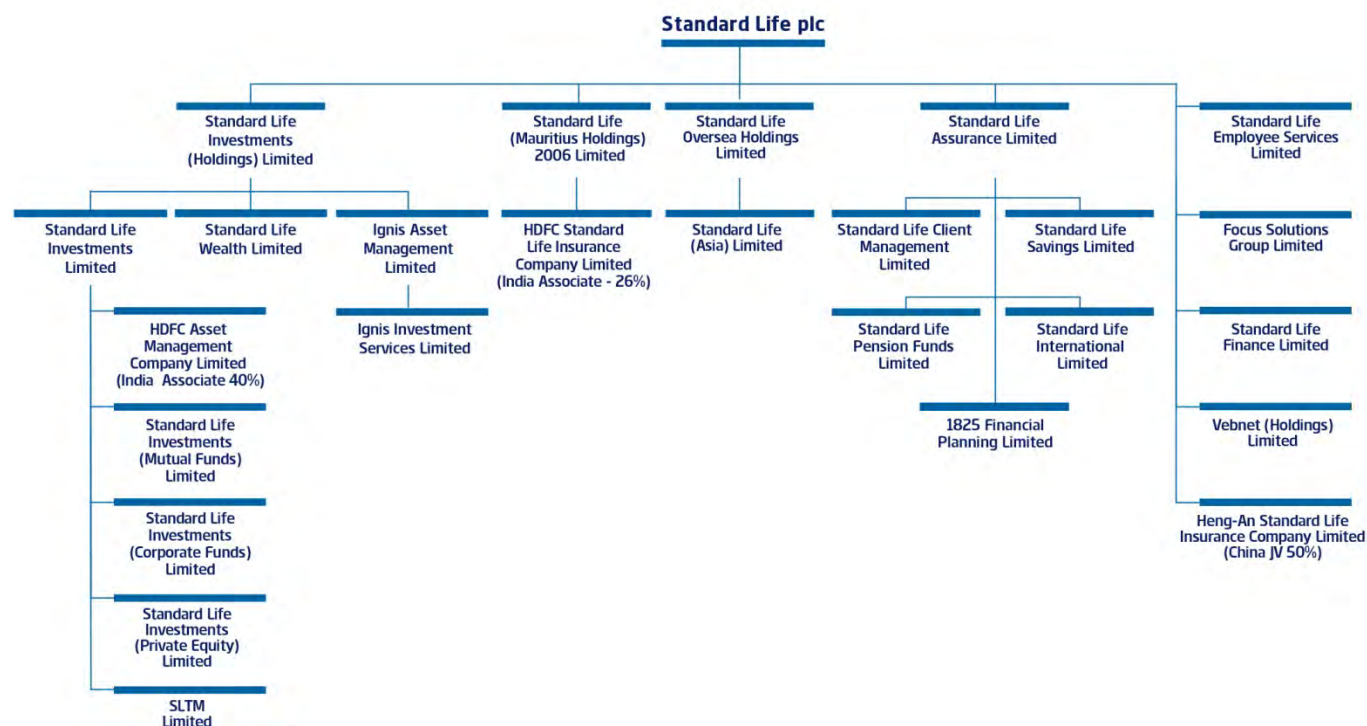 Standard Life plc
Standard Life
Investments
(Holdings) Limited
Standard Life
(Mauritius Holdings)
2006 Limited
Standard Life
Oversea Holdings
Limited
Standard Life
Assurance Limited
Standard Life
Employee Services
Limited
Standard Life
Investments
Limited
Standard Life
Wealth Limited
Ignis Asset
Management
Limited
HDFC Standard
Life Insurance
Company Limited
(India Associate - 26%)
Standard Life
(Asia) Limited
Standard Life Client
Management
Limited
Standard Life
Savings Limited
Focus Solutions
Group Limited
HDFC Asset
Management
Company Limited
(India Associate 40%)
Ignis Investment
Services Limited
Standard Life
Pension Funds
Limited
Standard Life
International
Limited
Standard Life
Finance Limited
Standard Life
Investments
(Mutual Funds)
Limited
1825 Financial
Planning Limited
Vebnet (Holdings)
Limited
Standard Life
Investments
(Corporate Funds)
Limited
Heng-An Standard Life
Insurance Company Limited
(China JV 50%)
Standard Life
Investments
(Private Equity)
Limited
SLTM
Limited